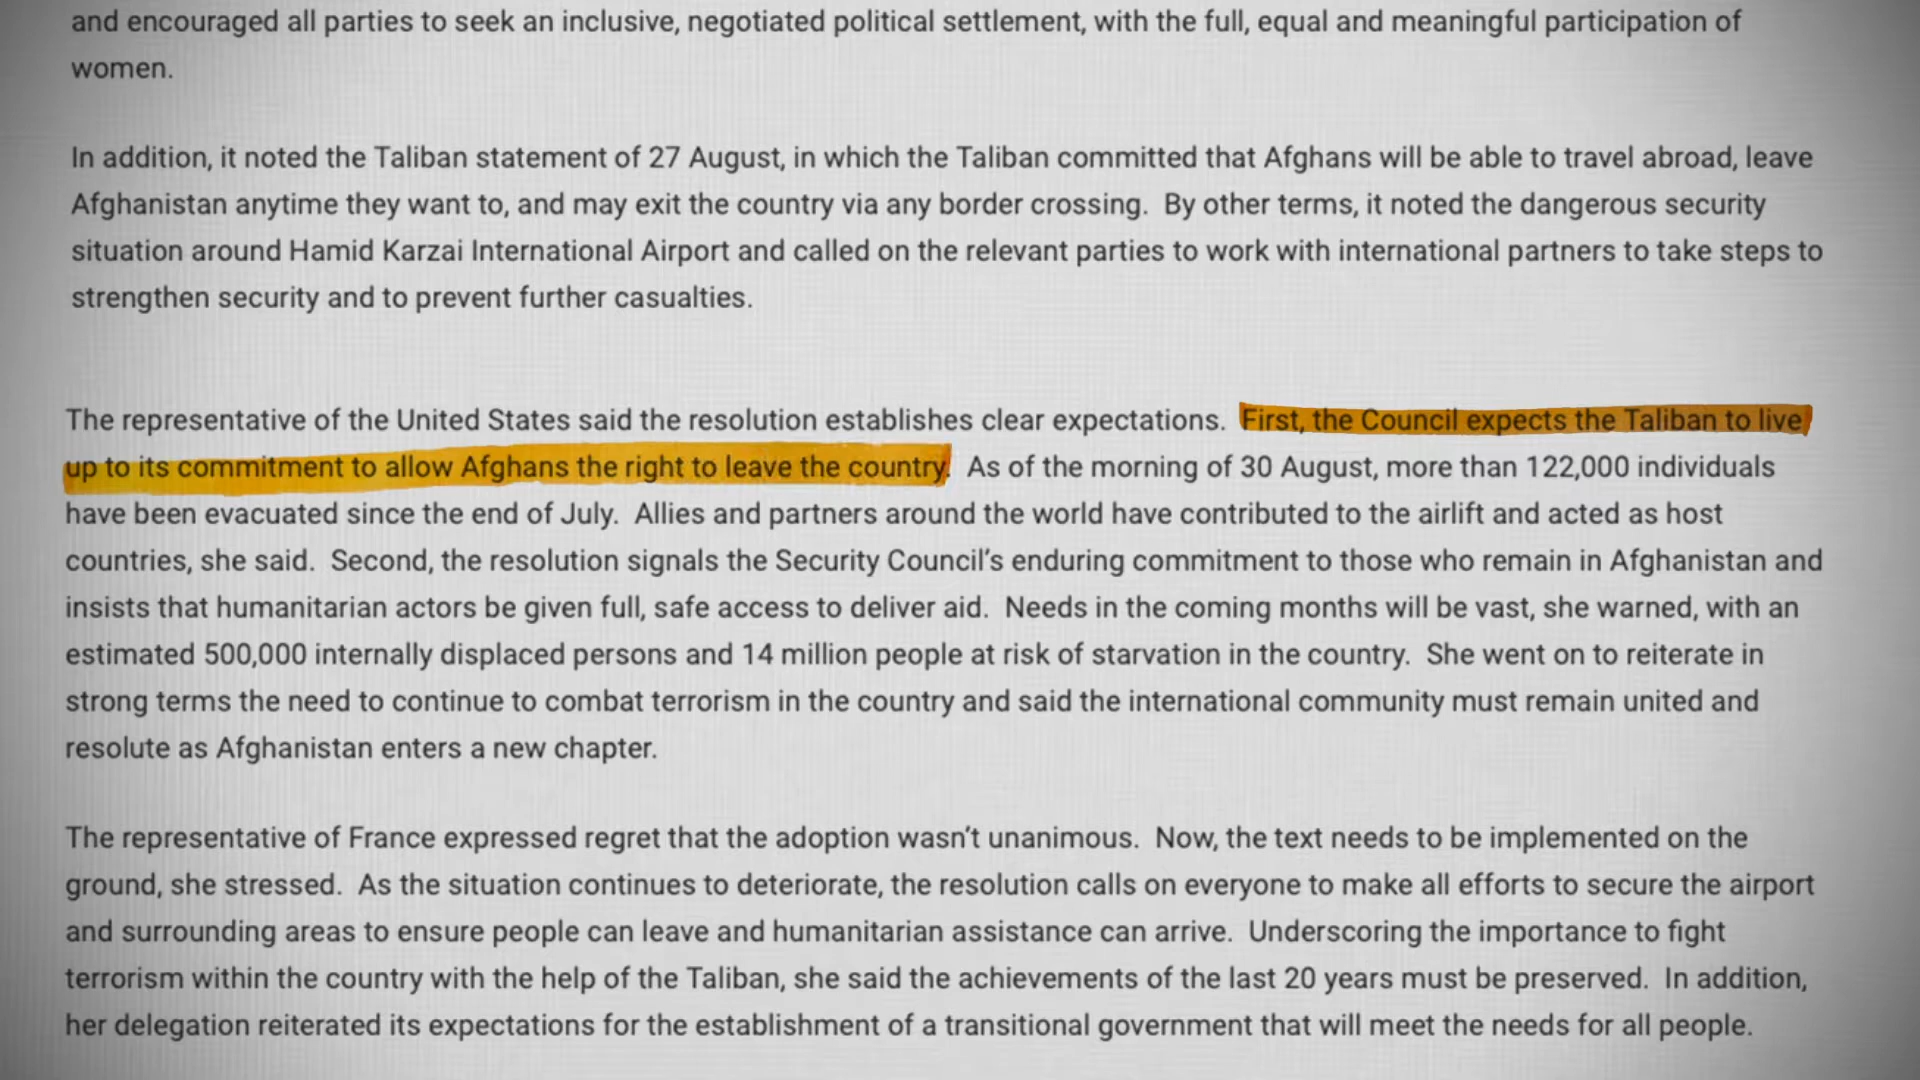 and encouraged all parties to seek an inclusive, negotiated political settlement, with the full, equal and meaningful participation of
women.
In addition, it noted the Taliban statement of 27 August, in which the Taliban committed that Afghans will be able to travel abroad, leave
Afghanistan anytime they want to, and may exit the country via any border crossing.  By other terms, it noted the dangerous security
situation around Hamid Karzai International Airport and called on the relevant parties to work with international partners to take steps to
strengthen security and to prevent further casualties.
The representative of the United States said the resolution establishes clear expectations.  First, the Council expects the Taliban to live
up to its commitment to allow Afghans the right to leave the country.  As of the morning of 30 August, more than 122,000 individuals
have been evacuated since the end of July.  Allies and partners around the world have contributed to the airlift and acted as host
countries, she said.  Second, the resolution signals the Security Council’s enduring commitment to those who remain in Afghanistan and
insists that humanitarian actors be given full, safe access to deliver aid.  Needs in the coming months will be vast, she warned, with an
estimated 500,000 internally displaced persons and 14 million people at risk of starvation in the country.  She went on to reiterate in
strong terms the need to continue to combat terrorism in the country and said the international community must remain united and
resolute as Afghanistan enters a new chapter.
The representative of France expressed regret that the adoption wasn’t unanimous.  Now, the text needs to be implemented on the
ground, she stressed.  As the situation continues to deteriorate, the resolution calls on everyone to make all efforts to secure the airport
and surrounding areas to ensure people can leave and humanitarian assistance can arrive.  Underscoring the importance to fight
terrorism within the country with the help of the Taliban, she said the achievements of the last 20 years must be preserved.  In addition,
her delegation reiterated its expectations for the establishment of a transitional government that will meet the needs for all people.